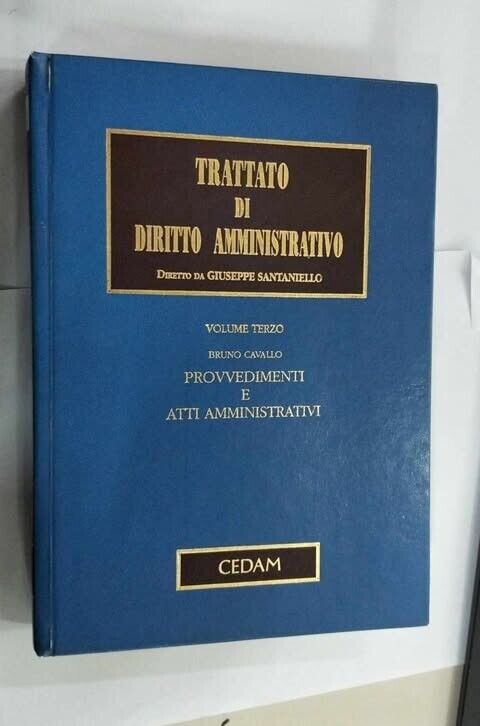 TRATTATO
DI
DIRITTO AMMINISTRATIVO
DIRETTO DA GIUSEPPE SANTANIELLO
VOLUME TERZO
BRUNO CAVALLO
PROVVEDIMENTI
E
ATTI AMMINISTRATIVI
CEDAM